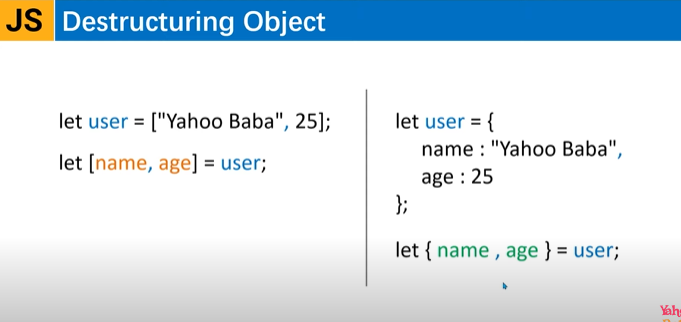 JS Destructuring Object
let user = ["Yahoo Baba", 25];
let [name, age] = user;
let user = {
name : "Yahoo Baba",
age : 25
};
let { name , age } = user;